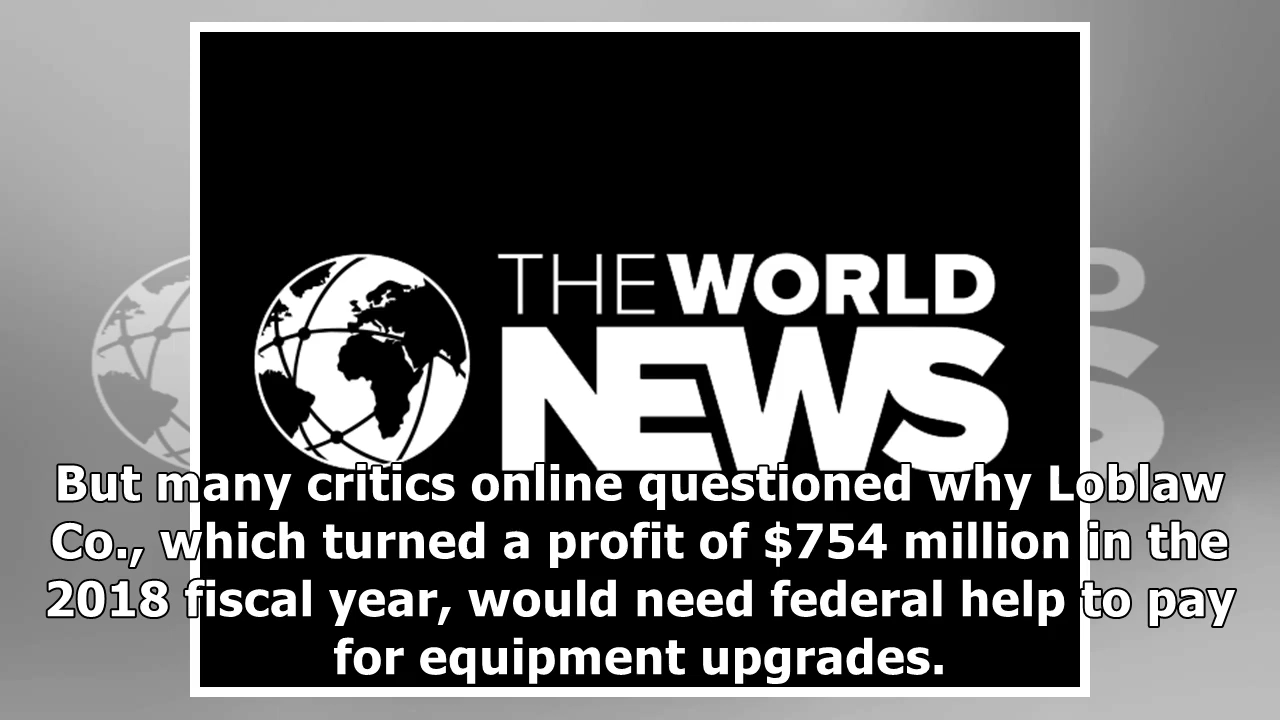 THE WORLD
NEWS
But many critics online questioned why Loblaw
Co., which turned a profit of $754 million in the
2018 fiscal year, would need federal help to pay
for equipment upgrades.